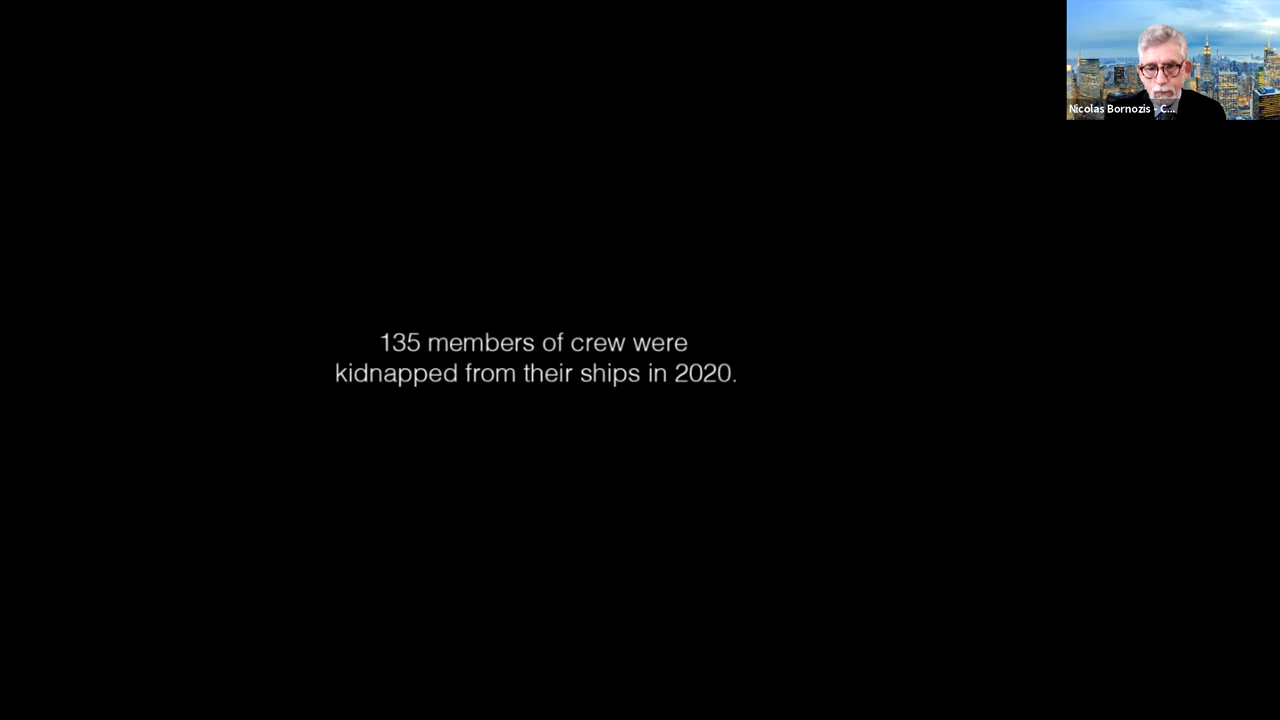 135 members of crew were
kidnapped from their ships in 2020.
Nicolas Bornozis - C...